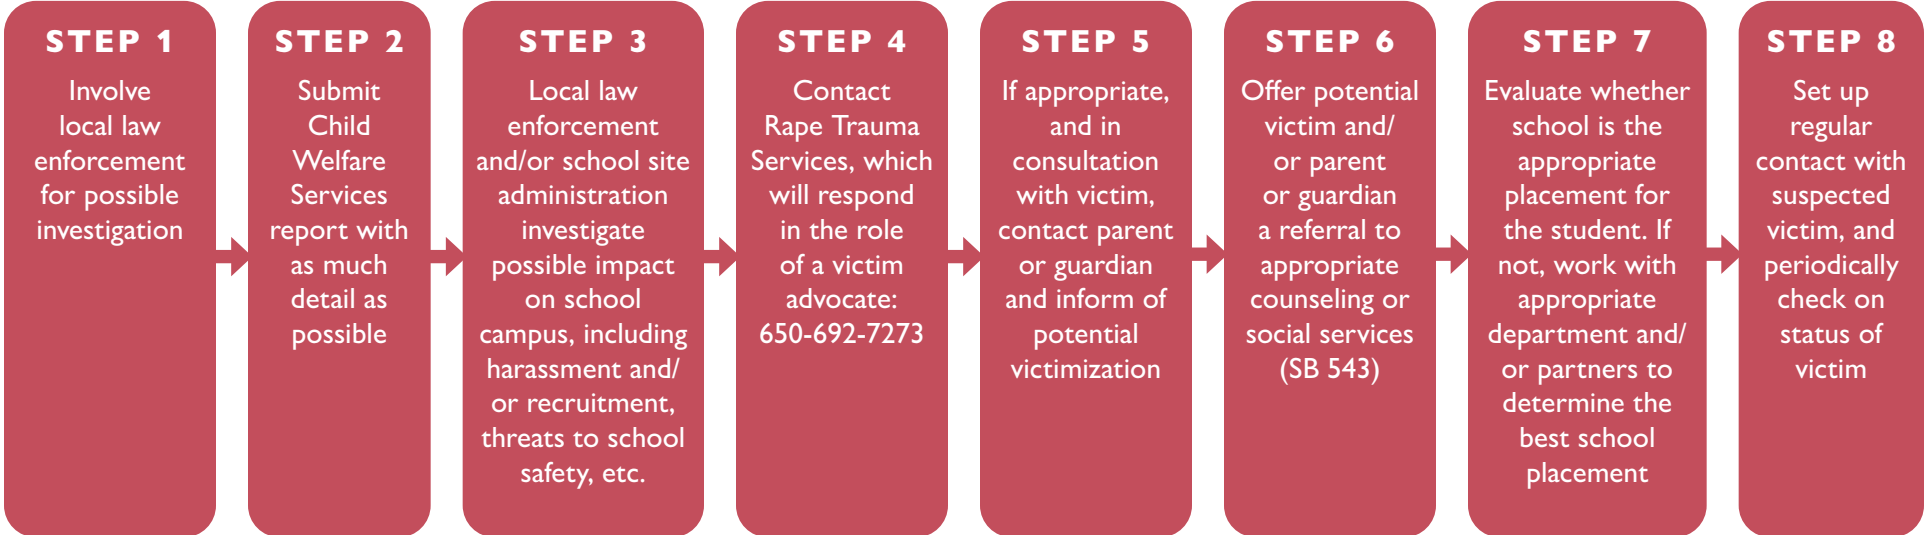 STEP 1
Involve
local law
enforcement
for possible
investigation
STEP 2
Submit
Child
Welfare
Services
report with
as much
detail as
possible
STEP 3
Local law
enforcement
and/or school site
administration
investigate
possible impact
on school
campus, including
harassment and/
or recruitment,
threats to school
safety, etc.
STEP 4
Contact
Rape Trauma
Services, which
will respond
in the role
of a victim
advocate:
650-692-7273
STEP 5
If appropriate,
and in
consultation
with victim,
contact parent
or guardian
and inform of
potential
victimization
STEP 6
Offer potential
victim and/
or parent
or guardian
a referral to
appropriate
counseling or
social services
(SB 543)
STEP 7
Evaluate whether
school is the
appropriate
placement for
the student. If
not, work with
appropriate
department and/
or partners to
determine the
best school
placement
STEP 8
Set up
regular
contact with
suspected
victim, and
periodically
check on
status of
victim